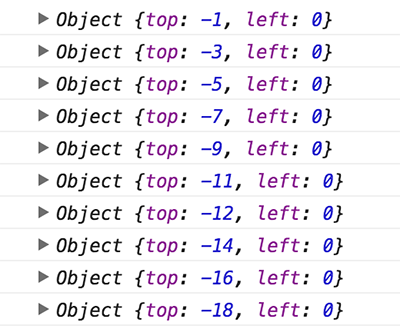 Object {top: -1, left: 0}
Object {top: -3, left: 0}
Object {top: -5, left: 0}
Object {top: -7, left: 0}
Object {top: -9, left: 0}
Object {top: -11, left: 0}
Object {top: -12, left: 0}
Object {top: -14, left: 0}
Object {top: -16, left: 0}
Object {top: -18, left: 0}